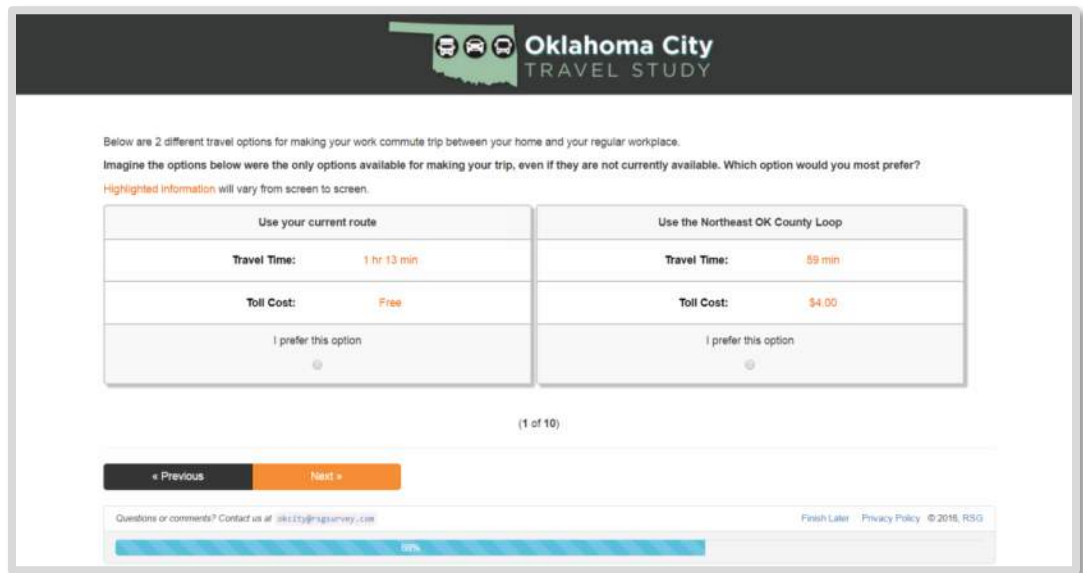 Oklahoma City
TRAVEL STUDY
Below are 2 different travel options for making your work commute trip between your home and your regular workplace.
Imagine the options below were the only options available for making your trip, even if they are not currently available. Which option would you most prefer?
Highlighted information will vary from screen to screen.
Use your current route
Use the Northeast OK County Loop
Travel Time: 1 hr 13 min
Travel Time: 59 min
Toll Cost: Free
Toll Cost: $4.00
I prefer this option
I prefer this option
(1 of 10)
« Previous
Next »
Questions or comments? Contact us at okcity@rsgsurvey.com
Finish Later Privacy Policy © 2016, RSG